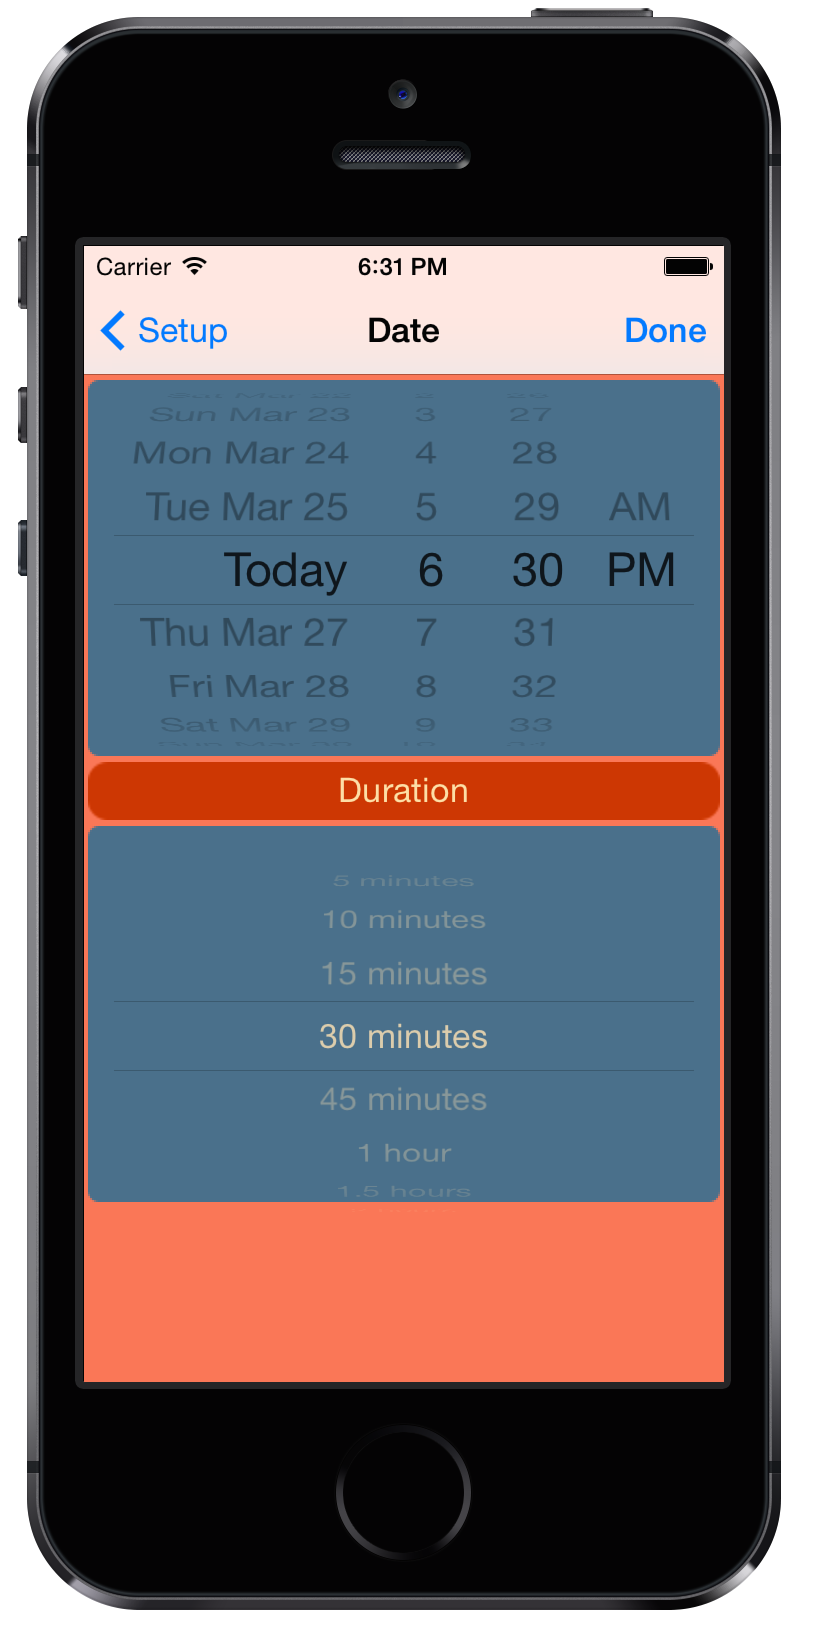 Carrier 6:31 PM
Setup Date Done
Sun Mar 23 3 27
Mon Mar 24 4 28
Tue Mar 25 5 29 AM
Today 6 30 PM
Thu Mar 27 7 31
Fri Mar 28 8 32
Sat Mar 29 9 33
Duration
5 minutes
10 minutes
15 minutes
30 minutes
45 minutes
1 hour
1.5 hours